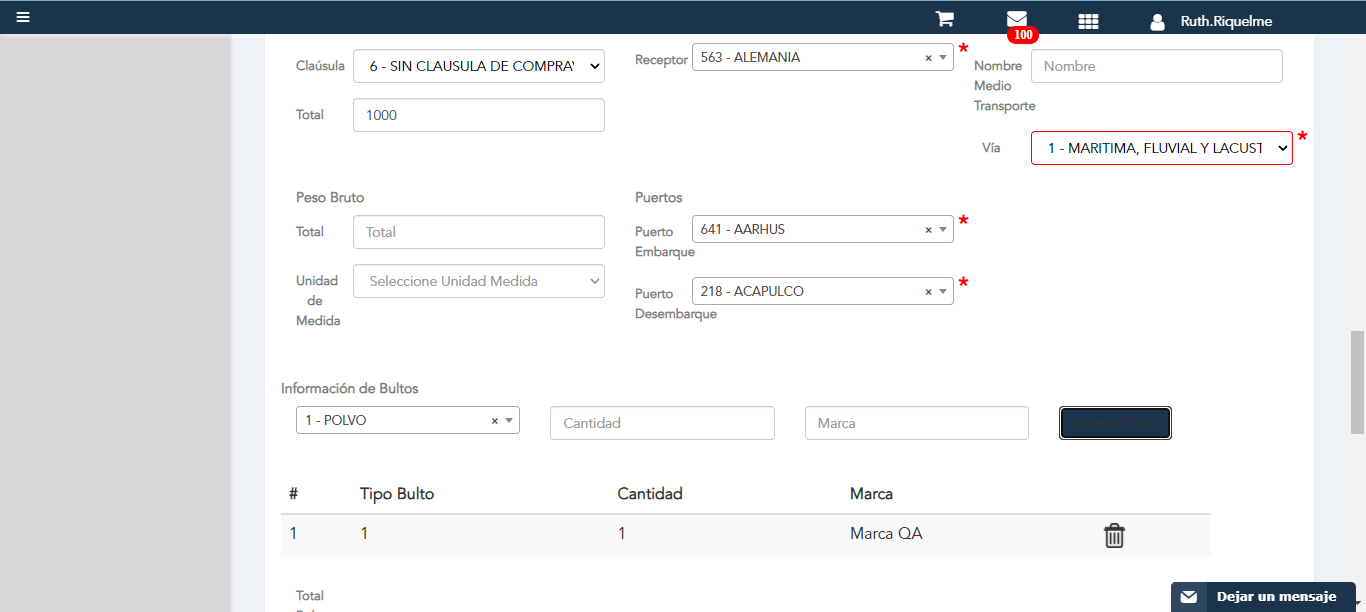 Ruth.Riquelme
100
Claúsula
6 - SIN CLAUSULA DE COMPRAV
Receptor
563 - ALEMANIA
×
*
Nombre
Medio
Transporte
Nombre
Total
1000
Vía
1 - MARITIMA, FLUVIAL Y LACUST
*
Peso Bruto
Puertos
Total
Total
Puerto
Embarque
641 - AARHUS
×
*
Unidad
de
Medida
Seleccione Unidad Medida
Puerto
Desembarque
218 - ACAPULCO
×
*
Información de Bultos
1 - POLVO
×
Cantidad
Marca
# Tipo Bulto Cantidad Marca
1 1 1 Marca QA
Total
Dejar un mensaje